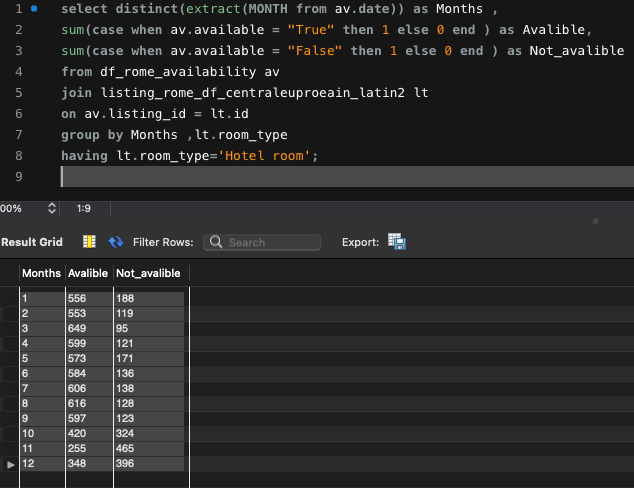 1 select distinct(extract(MONTH from av.date)) as Months ,
2 sum(case when av.available = "True" then 1 else 0 end ) as Avalible,
3 sum(case when av.available = "False" then 1 else 0 end ) as Not_avalible
4 from df_rome_availability av
5 join listing_rome_df_centraleuproeain_latin2 lt
6 on av.listing_id = lt.id
7 group by Months ,lt.room_type
8 having lt.room_type='Hotel room';
9
00% 1:9
Result Grid Filter Rows: Search Export:
Months Avalible Not_avalible
1 556 188
2 553 119
3 649 95
4 599 121
5 573 171
6 584 136
7 606 138
8 616 128
9 597 123
10 420 324
11 255 465
12 348 396